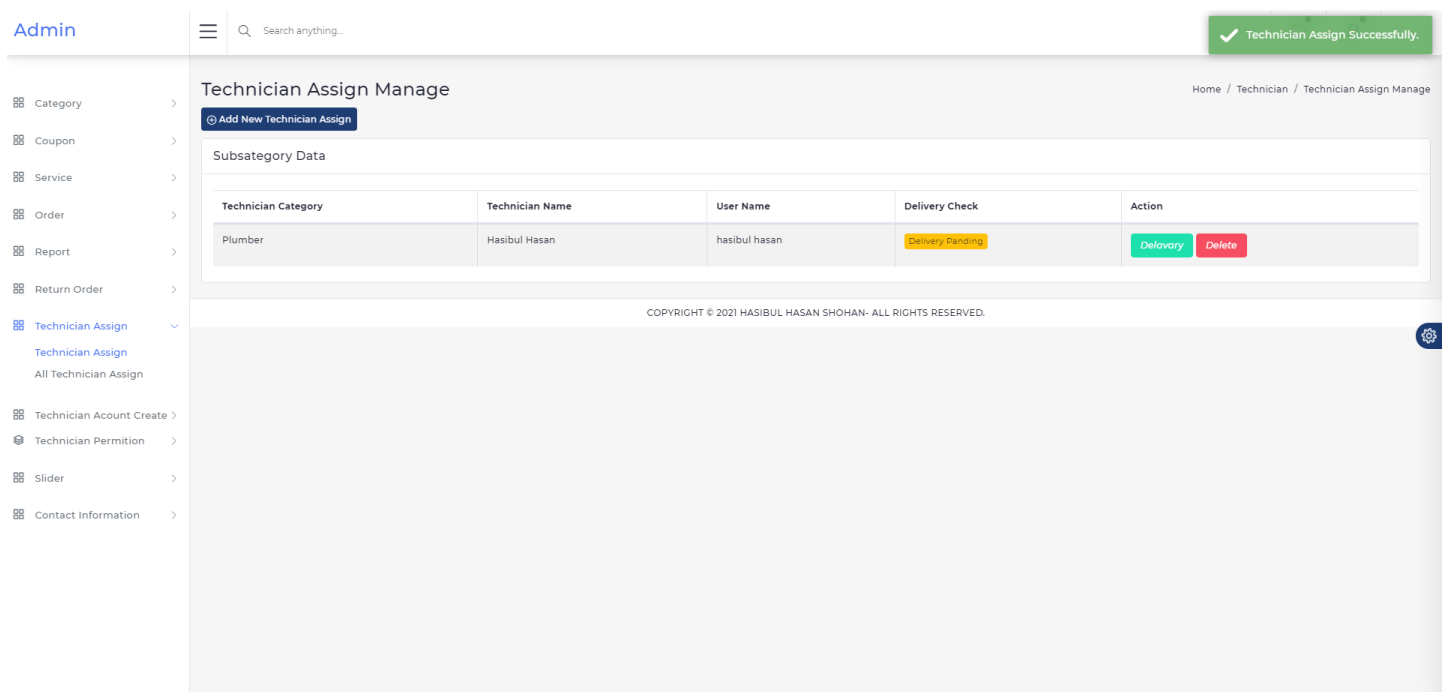 Admin
Search anything...
Technician Assign Successfully.
Category
Coupon
Service
Order
Report
Return Order
Technician Assign
Technician Assign
All Technician Assign
Technician Acount Create
Technician Permition
Slider
Contact Information
Technician Assign Manage
Home / Technician / Technician Assign Manage
Add New Technician Assign
Subsategory Data
Technician Category Technician Name User Name Delivery Check Action
Plumber Hasibul Hasan hasibul hasan Delivery Panding Delavary Delete
COPYRIGHT © 2021 HASIBUL HASAN SHOHAN- ALL RIGHTS RESERVED.